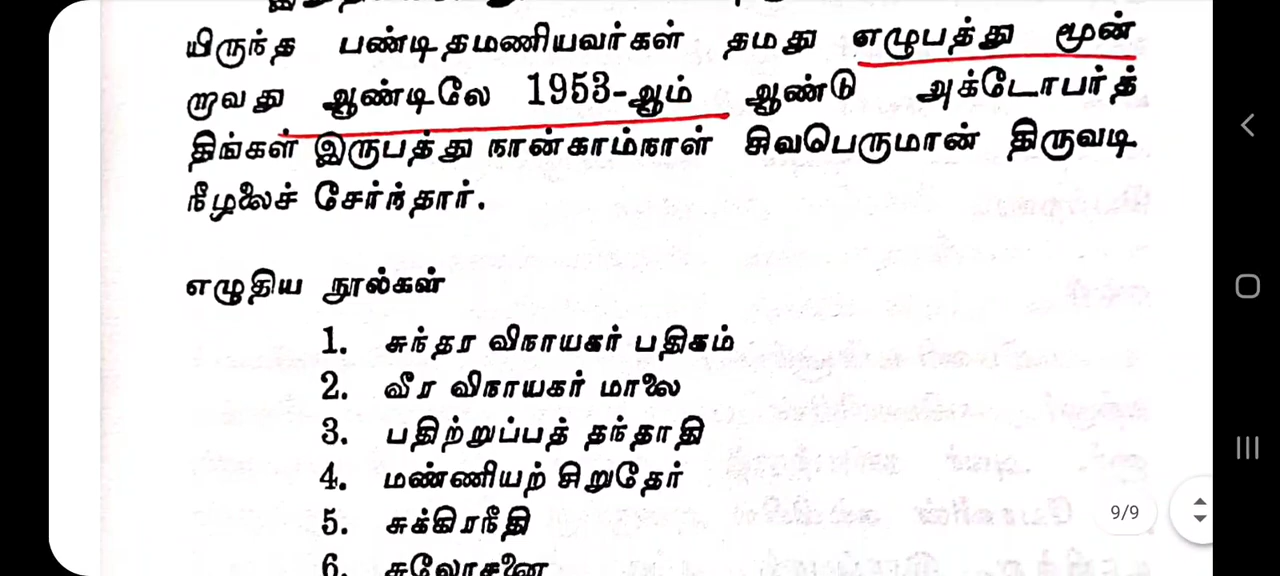 யிருந்த பண்டிதமணியவர்கள் தமது எழுபத்து மூன்
றாவது ஆண்டிலே 1953-ஆம் ஆண்டு அக்டோபர்த்
திங்கள் இருபத்து நான்காம்நாள் சிவபெருமான் திருவடி
நீழலைச் சேர்ந்தார்.
எழுதிய நூல்கள்
1. சுந்தர விநாயகர் பதிகம்
2. வீர விநாயகர் மாலை
3. பதிற்றுப்பத் தந்தாதி
4. மண்ணியற் சிறுதேர்
5. சுக்கிரநீதி
6. சுலோசனை
9/9